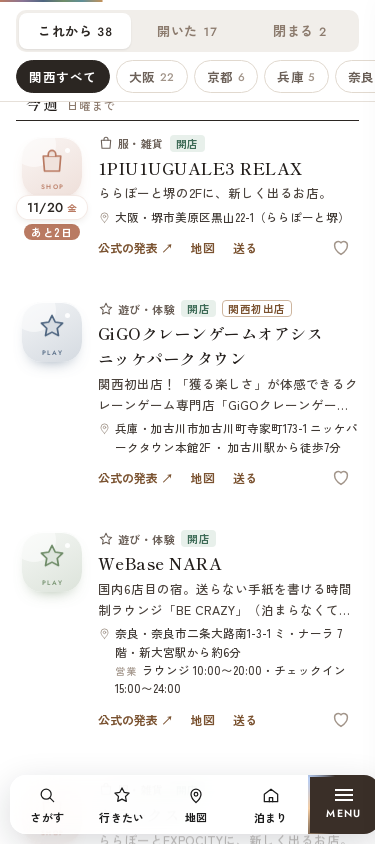 これから 38
開いた 17
閉まる 2
関西すべて
大阪 22
京都 6
兵庫 5
奈良
今週 日曜まで
SHOP
11/20 金
あと2日
服・雑貨 開店
1PIU1UGUALE3 RELAX
ららぽーと堺の2Fに、新しく出るお店。
大阪・堺市美原区黒山22-1（ららぽーと堺）
公式の発表 ↗ 地図 送る
PLAY
遊び・体験 開店 関西初出店
GiGOクレーンゲームオアシス
ニッケパークタウン
関西初出店！「獲る楽しさ」が体感できるク
レーンゲーム専門店「GiGOクレーンゲー…
兵庫・加古川市加古川町寺家町173-1 ニッケパ
ークタウン本館2F ・ 加古川駅から徒歩7分
公式の発表 ↗ 地図 送る
PLAY
遊び・体験 開店
WeBase NARA
国内6店目の宿。送らない手紙を書ける時間
制ラウンジ「BE CRAZY」（泊まらなくて…
奈良・奈良市二条大路南1-3-1 ミ・ナーラ 7
階・新大宮駅から約6分
営業 ラウンジ 10:00〜20:00・チェックイン
15:00〜24:00
公式の発表 ↗ 地図 送る
さがす
行きたい
地図
泊まり
MENU
ららぽーとEXPOCITYに、新しく出るお店。